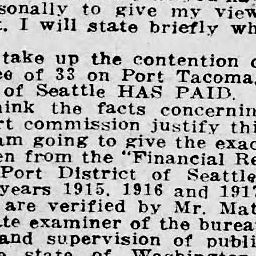 sonally to give my view
. I will state briefly wh
take up the contention o
ee of 33 on Port Tacoma,
of Seattle HAS PAID.
ink the facts concernin
rt commission justify thi
am going to give the exac
en from the "Financial Re
Port District of Seattle
years 1915, 1916 and 191
are verified by Mr. Mat
te examiner of the burea
and supervision of publi
state of Washington